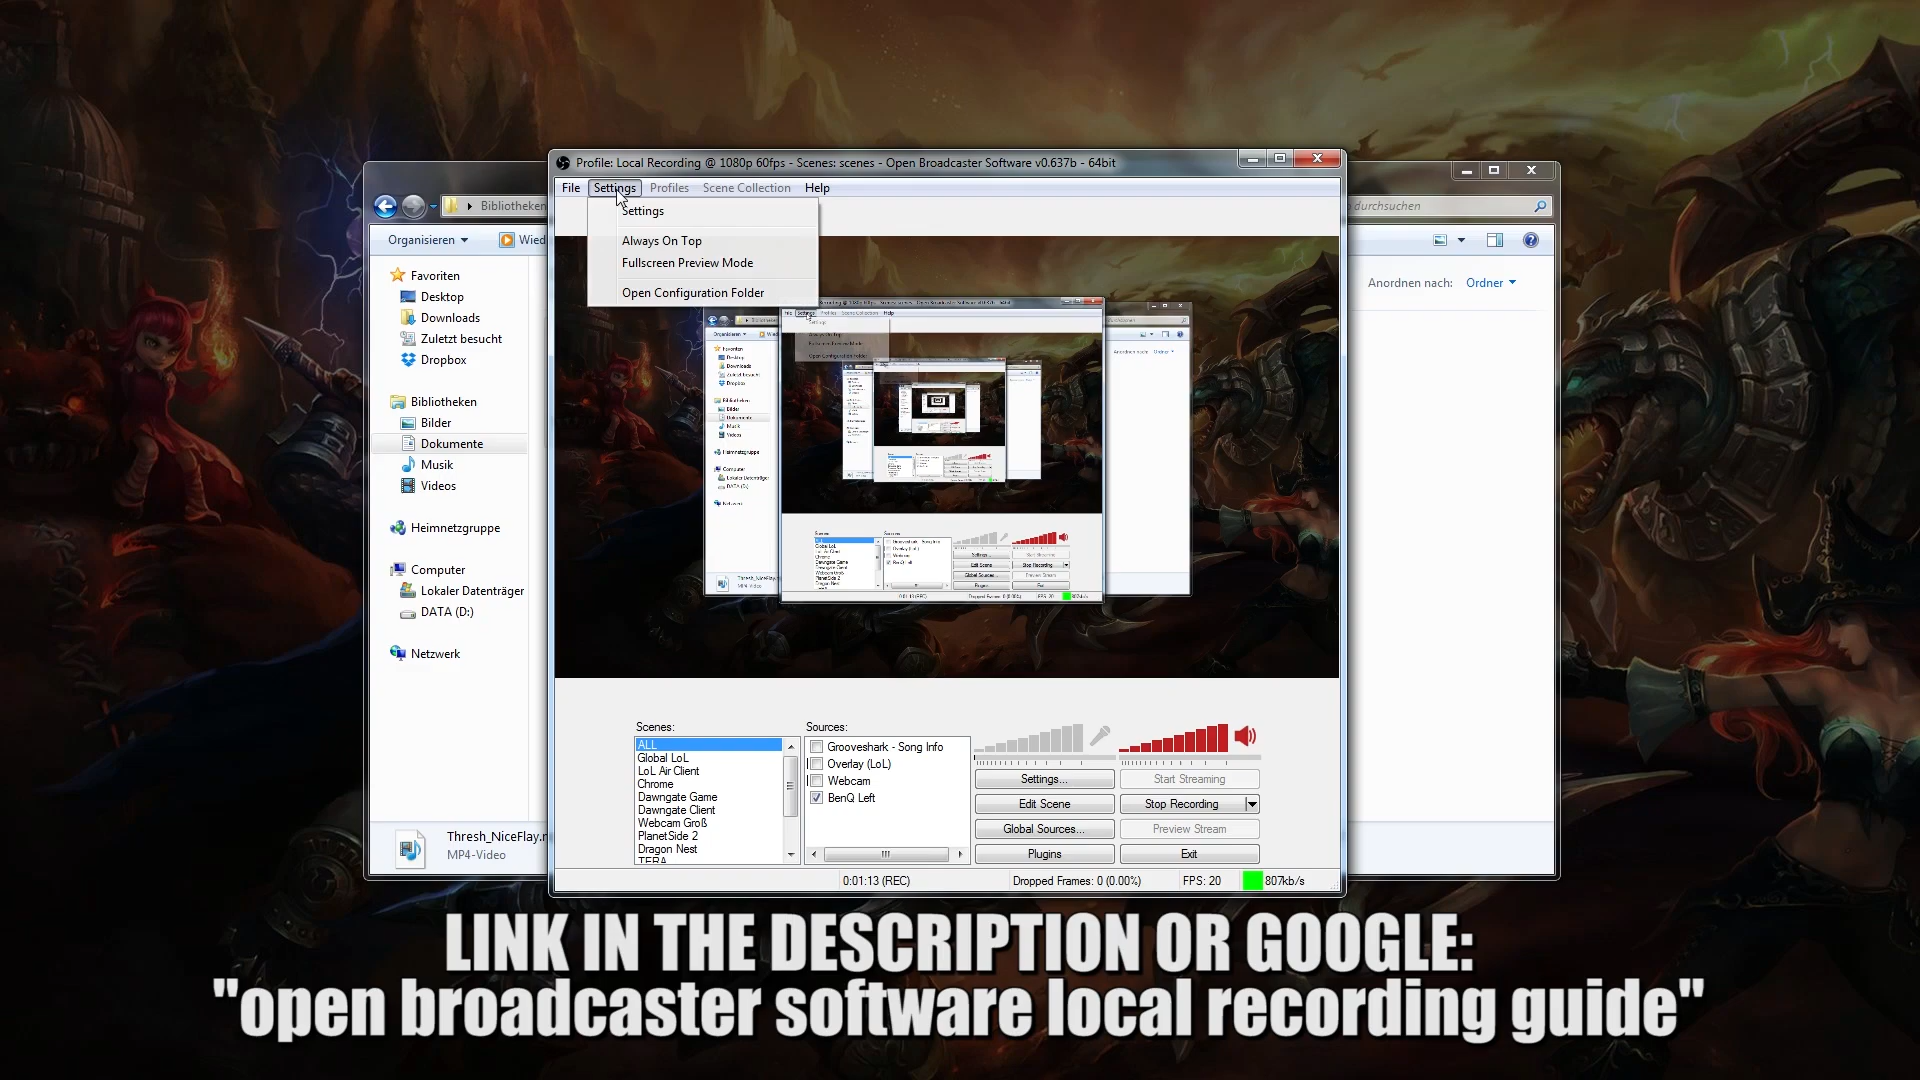 Profile: Local Recording @ 1080p 60fps - Scenes: scenes - Open Broadcaster Software v0.637b - 64bit
File Settings Profiles Scene Collection Help
Settings
Always On Top
Fullscreen Preview Mode
Open Configuration Folder
Bibliotheken
durchsuchen
Organisieren
Wied
Anordnen nach: Ordner
Favoriten
Desktop
Downloads
Zuletzt besucht
Dropbox
Bibliotheken
Bilder
Dokumente
Musik
Videos
Heimnetzgruppe
Computer
Lokaler Datenträger
DATA (D:)
Netzwerk
Thresh_NiceFlay.
MP4-Video
Scenes:
ALL
Global LoL
LoL Air Client
Chrome
Dawngate Game
Dawngate Client
Webcam Groß
PlanetSide 2
Dragon Nest
TERA
Sources:
Grooveshark - Song Info
Overlay (LoL)
Webcam
BenQ Left
Settings...
Start Streaming
Edit Scene
Stop Recording
Global Sources...
Preview Stream
Plugins
Exit
0:01:13 (REC)
Dropped Frames: 0 (0.00%)
FPS: 20
807kb/s
LINK IN THE DESCRIPTION OR GOOGLE:
"open broadcaster software local recording guide"